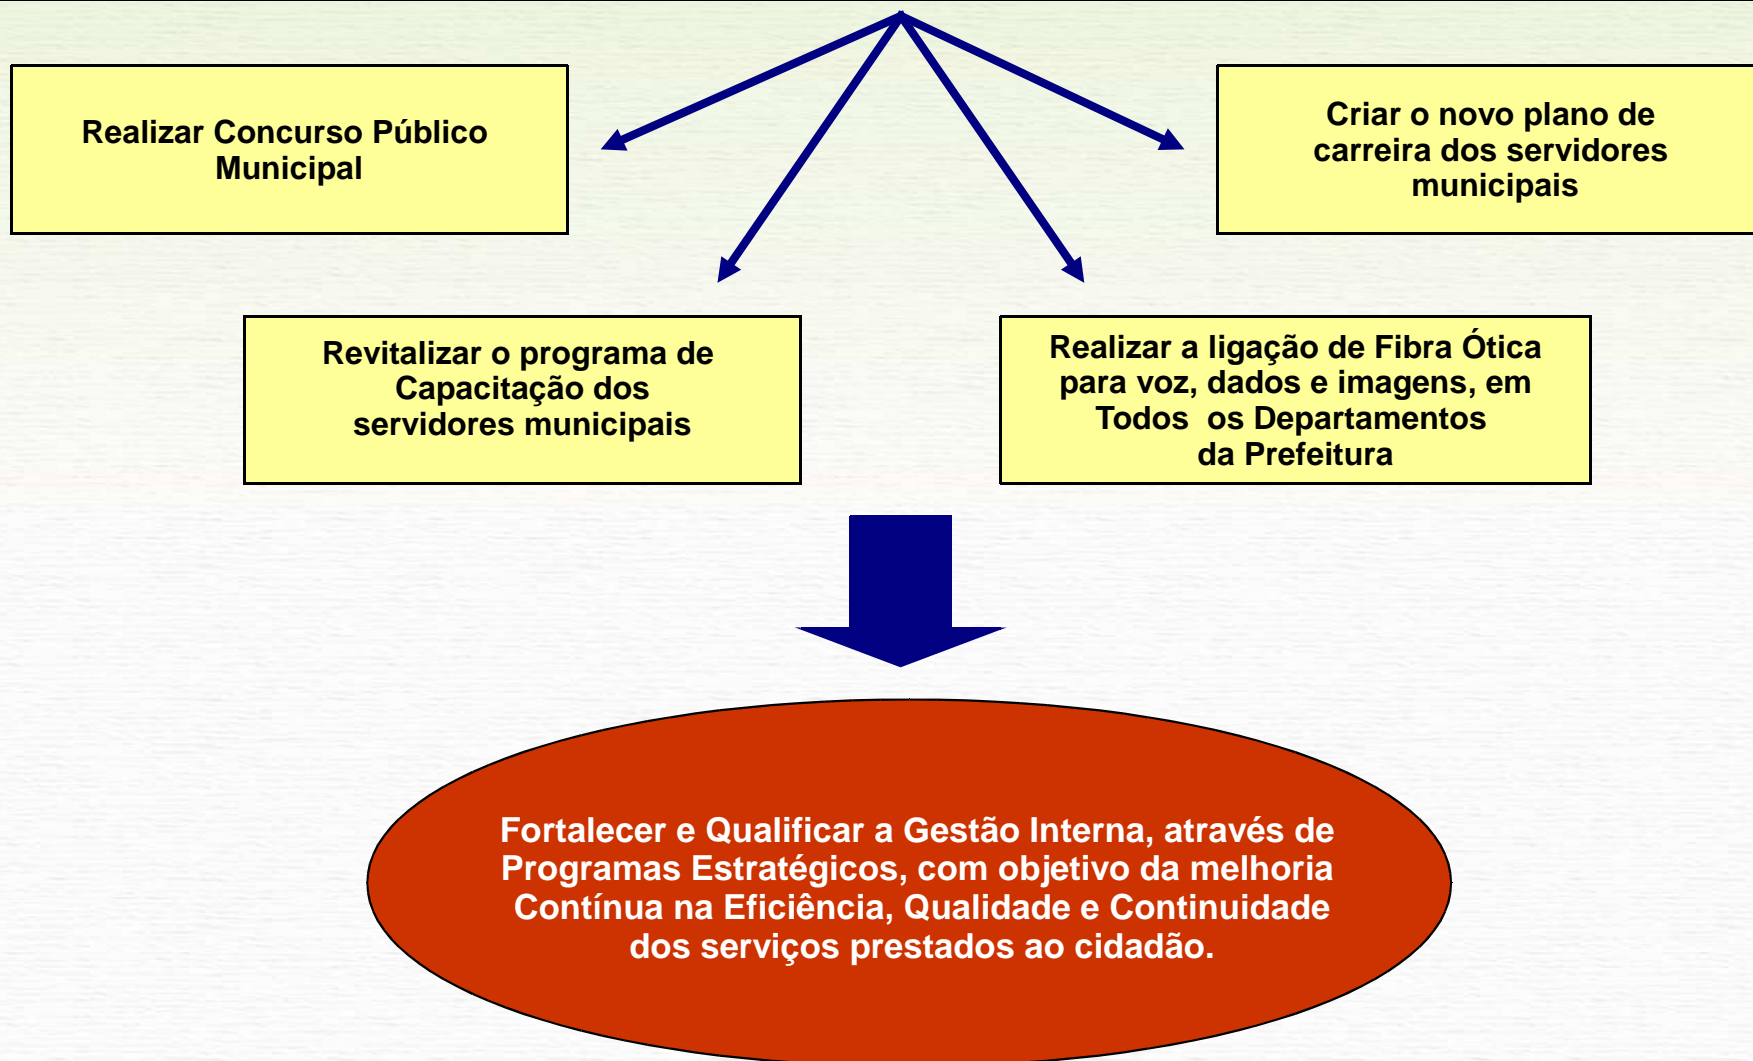 Realizar Concurso Público
Municipal
Criar o novo plano de
carreira dos servidores
municipais
Revitalizar o programa de
Capacitação dos
servidores municipais
Realizar a ligação de Fibra Ótica
para voz, dados e imagens, em
Todos  os Departamentos
da Prefeitura
Fortalecer e Qualificar a Gestão Interna, através de
Programas Estratégicos, com objetivo da melhoria
Contínua na Eficiência, Qualidade e Continuidade
dos serviços prestados ao cidadão.